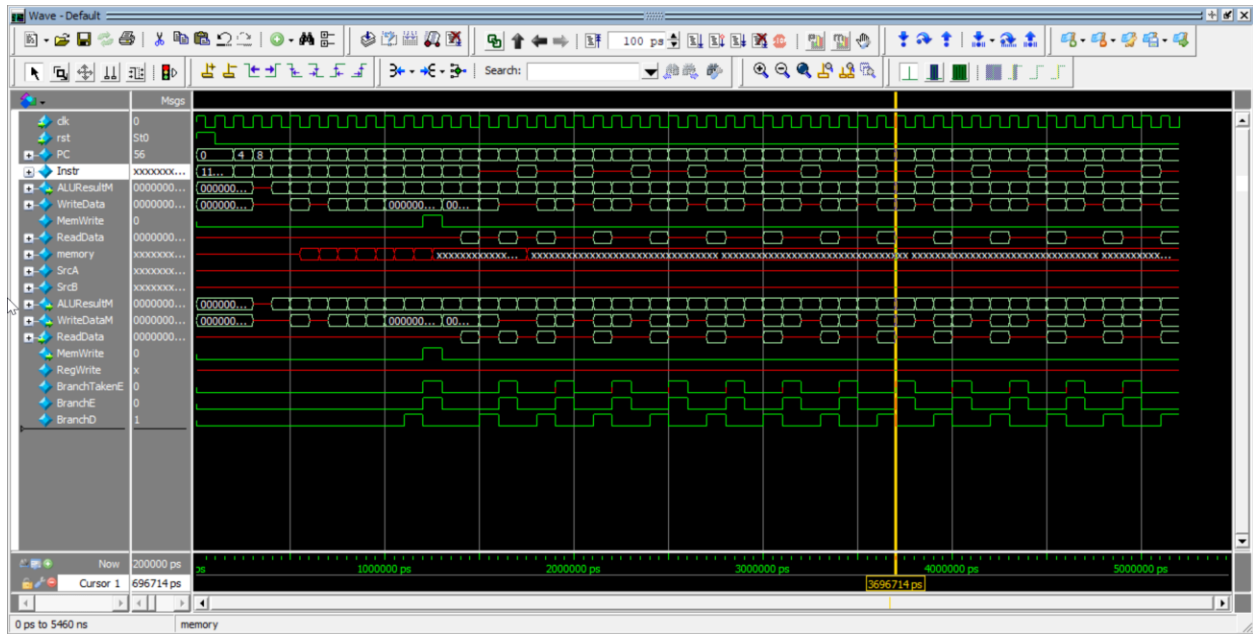 Wave - Default
100 ps
Search:
Msgs
clk 0
rst St0
PC 56 0 4 8
Instr xxxxxxx... 11...
ALUResultM 0000000... 000000...
WriteData 0000000... 000000... 000000... 00...
MemWrite 0
ReadData 0000000...
memory xxxxxxx... xxxxxxxxxxxxx...
SrcA xxxxxxx...
SrcB xxxxxxx...
ALUResultM 0000000... 000000...
WriteDataM 0000000... 000000... 000000... 00...
ReadData 0000000...
MemWrite 0
RegWrite x
BranchTakenE 0
BranchE 0
BranchD 1
Now 200000 ps ps 1000000 ps 2000000 ps 3000000 ps 4000000 ps 5000000 ps
Cursor 1 696714 ps 3696714 ps
0 ps to 5460 ns memory